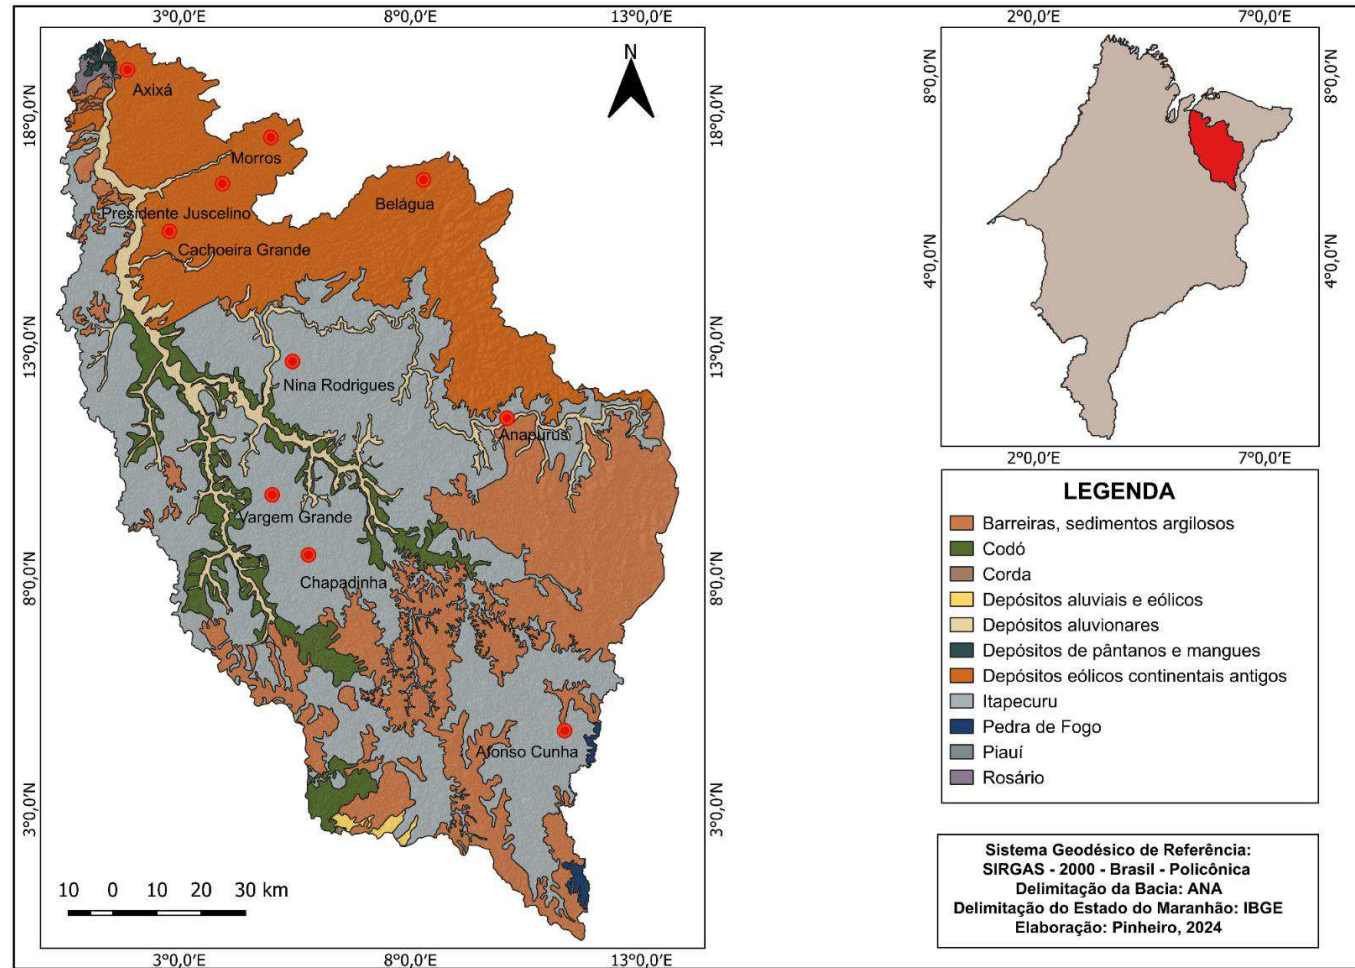 3°0,0'E 8°0,0'E 13°0,0'E
2°0,0'E 7°0,0'E
N
18°0,0'N
13°0,0'N
8°0,0'N
3°0,0'N
Axixá
Morros
Presidente Juscelino
Belágua
Cachoeira Grande
Nina Rodrigues
Anapurus
Vargem Grande
Chapadinha
Afonso Cunha
10 0 10 20 30 km
18°0,0'N
13°0,0'N
8°0,0'N
3°0,0'N
3°0,0'E 8°0,0'E 13°0,0'E
8°0,0'N
4°0,0'N
8°0,0'N
4°0,0'N
2°0,0'E 7°0,0'E
LEGENDA
Barreiras, sedimentos argilosos
Codó
Corda
Depósitos aluviais e eólicos
Depósitos aluvionares
Depósitos de pântanos e mangues
Depósitos eólicos continentais antigos
Itapecuru
Pedra de Fogo
Piauí
Rosário
Sistema Geodésico de Referência:
SIRGAS - 2000 - Brasil - Policônica
Delimitação da Bacia: ANA
Delimitação do Estado do Maranhão: IBGE
Elaboração: Pinheiro, 2024